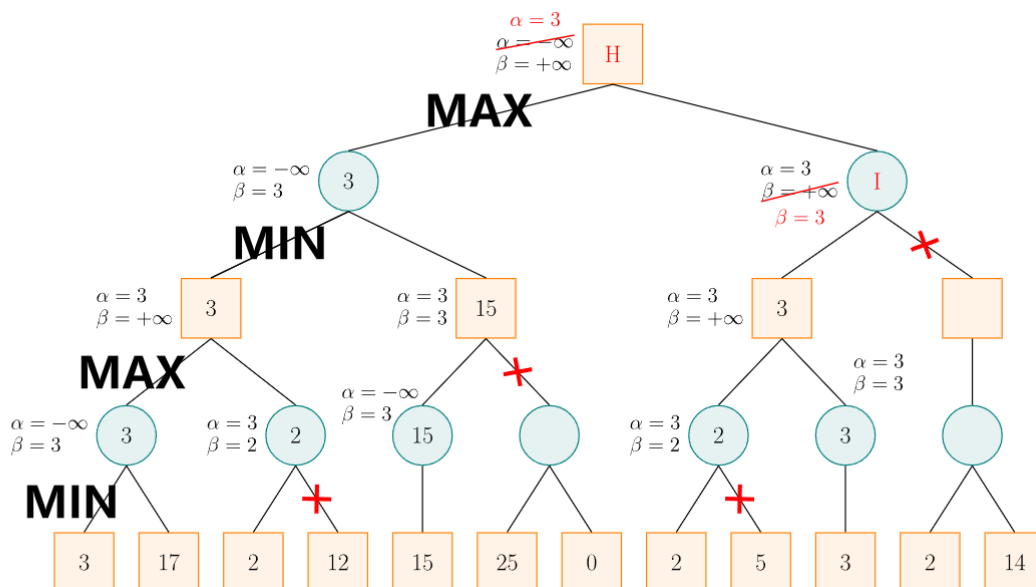 α = 3
α = −∞
β = +∞
H
MAX
α = −∞
β = 3
3
α = 3
β = +∞
β = 3
I
MIN
α = 3
β = +∞
3
α = 3
β = 3
15
α = 3
β = +∞
3
MAX
α = 3
β = 3
α = −∞
β = 3
3
α = 3
β = 2
2
α = −∞
β = 3
15
α = 3
β = 2
2
3
MIN
3
17
2
12
15
25
0
2
5
3
2
14